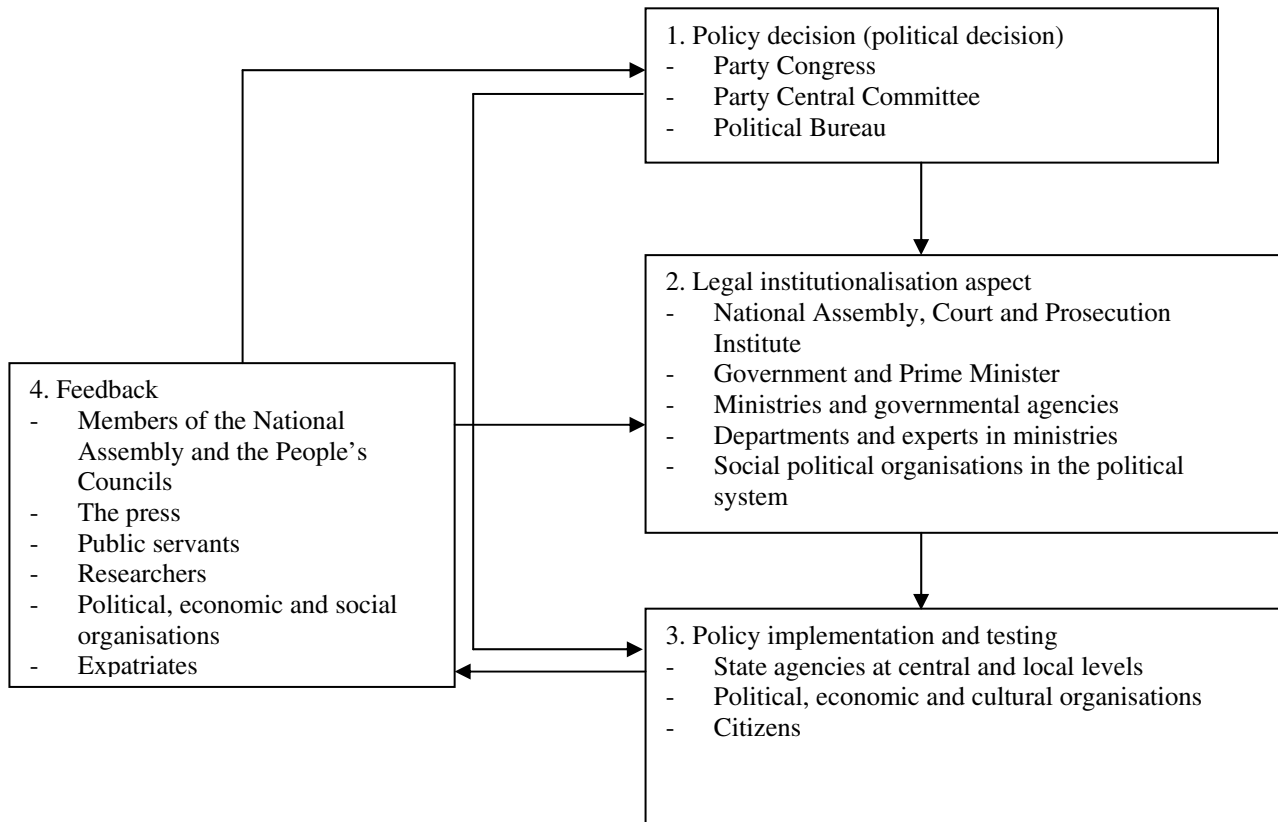 1. Policy decision (political decision)
- Party Congress
- Party Central Committee
- Political Bureau
2. Legal institutionalisation aspect
- National Assembly, Court and Prosecution
Institute
- Government and Prime Minister
- Ministries and governmental agencies
- Departments and experts in ministries
- Social political organisations in the political
system
4. Feedback
- Members of the National
Assembly and the People’s
Councils
- The press
- Public servants
- Researchers
- Political, economic and social
organisations
- Expatriates
3. Policy implementation and testing
- State agencies at central and local levels
- Political, economic and cultural organisations
- Citizens